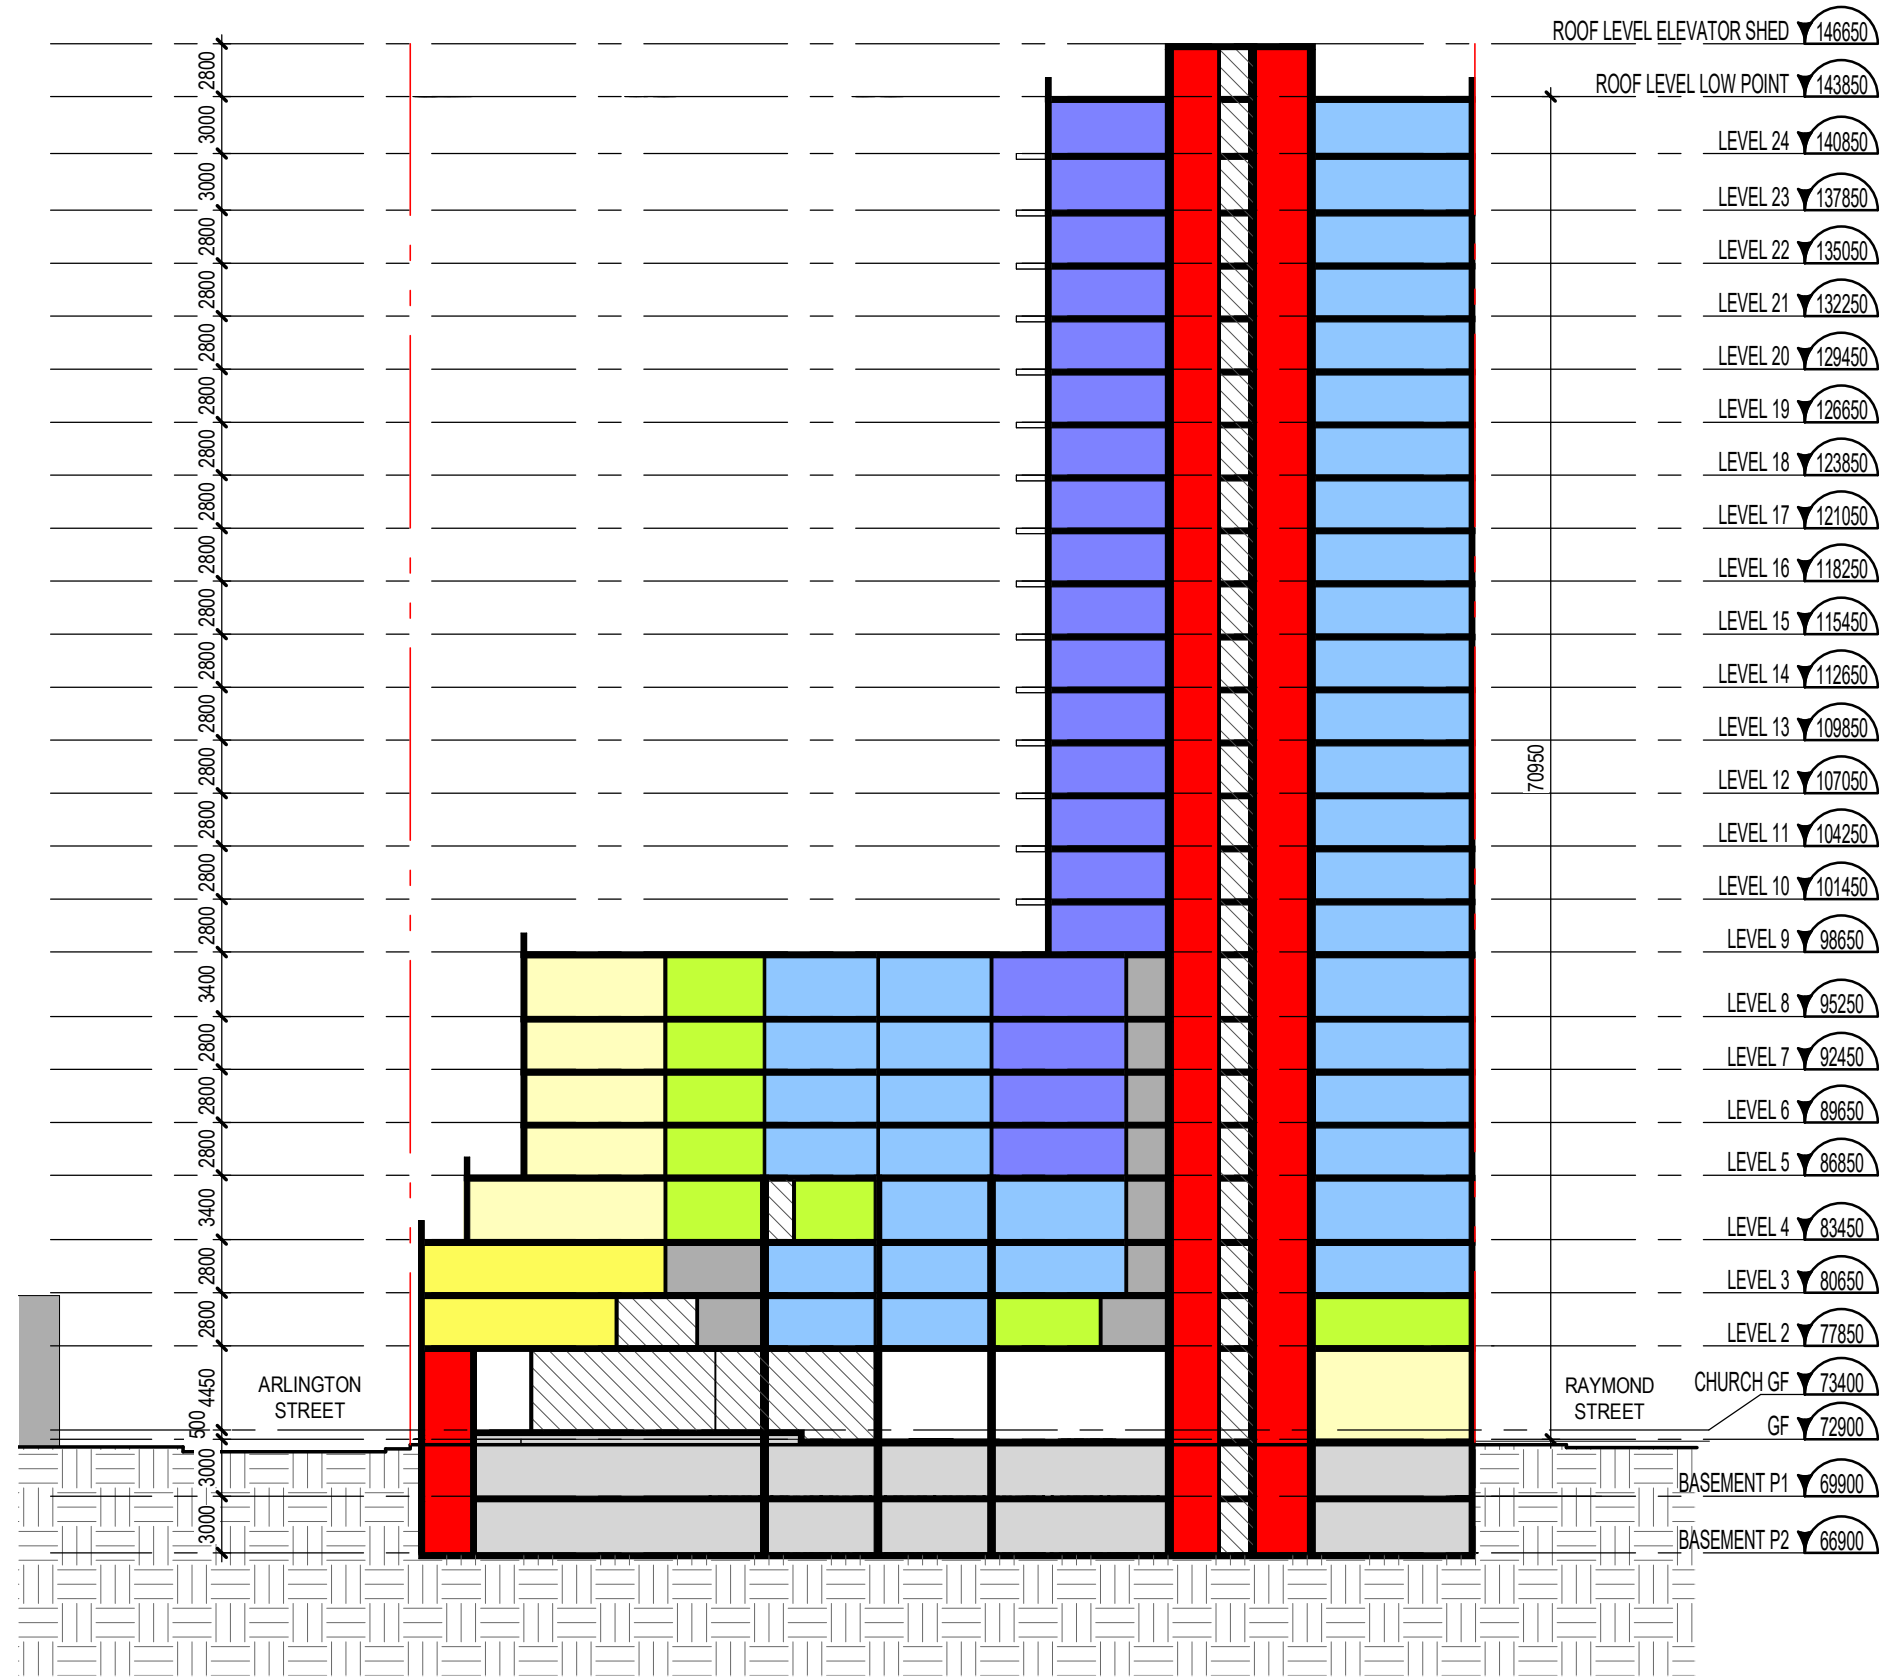 ROOF LEVEL ELEVATOR SHED 146650
ROOF LEVEL LOW POINT 143850
LEVEL 24 140850
LEVEL 23 137850
LEVEL 22 135050
LEVEL 21 132250
LEVEL 20 129450
LEVEL 19 126650
LEVEL 18 123850
LEVEL 17 121050
LEVEL 16 118250
LEVEL 15 115450
LEVEL 14 112650
LEVEL 13 109850
LEVEL 12 107050
LEVEL 11 104250
LEVEL 10 101450
LEVEL 9 98650
LEVEL 8 95250
LEVEL 7 92450
LEVEL 6 89650
LEVEL 5 86850
LEVEL 4 83450
LEVEL 3 80650
LEVEL 2 77850
CHURCH GF 73400
GF 72900
BASEMENT P1 69900
BASEMENT P2 66900
2800
3000
3000
2800
2800
2800
2800
2800
2800
2800
2800
2800
2800
2800
2800
2800
2800
3400
2800
2800
2800
3400
2800
2800
4450
500
3000
3000
70950
ARLINGTON
STREET
RAYMOND
STREET